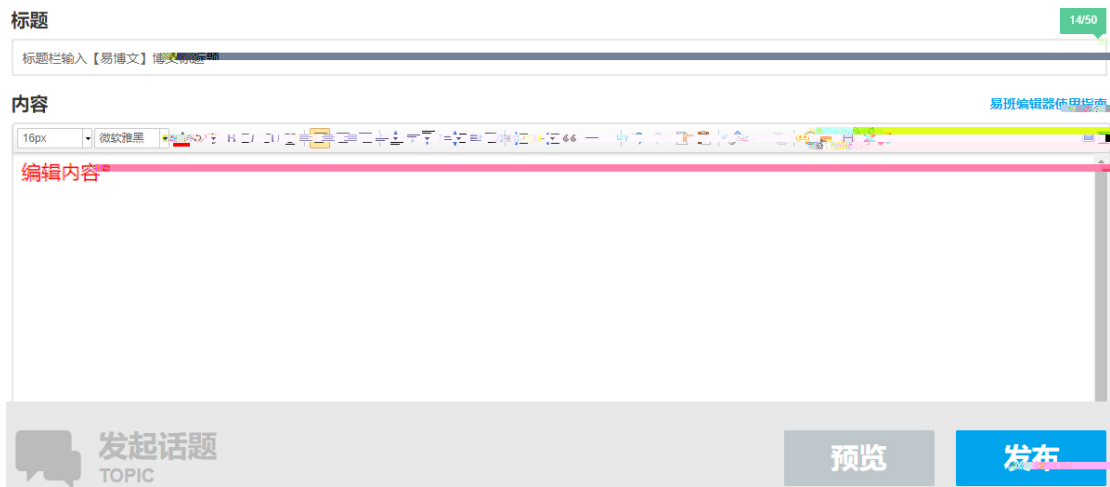 标题
14/50
标题栏输入【易博文】博文标题
内容
易班编辑器使用指南
16px 微软雅黑
编辑内容
发起话题
TOPIC
预览
发布